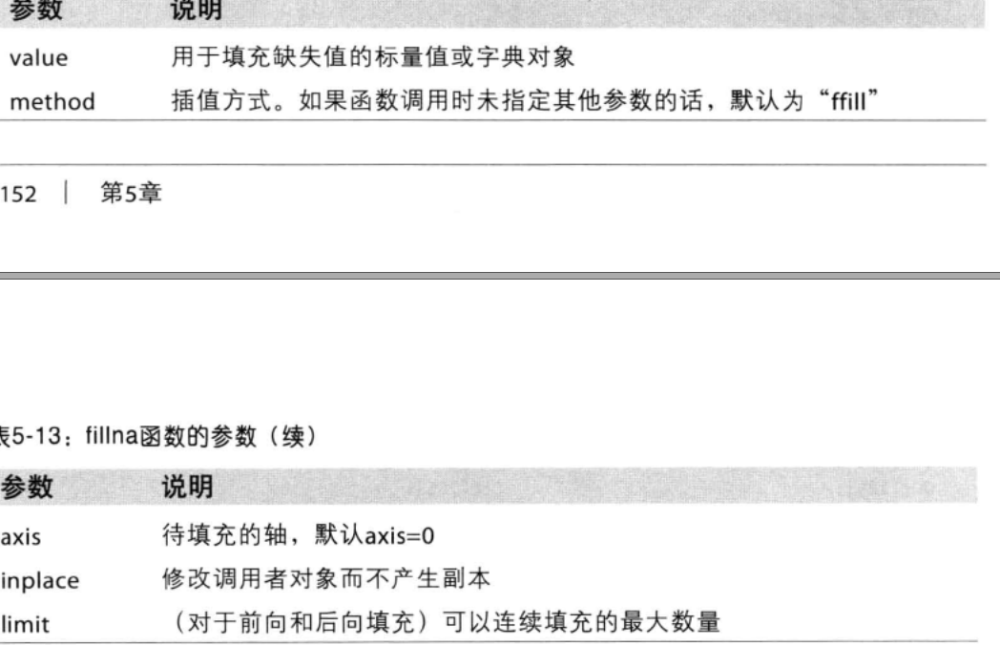 参数 说明
value 用于填充缺失值的标量值或字典对象
method 插值方式。如果函数调用时未指定其他参数的话，默认为“ffill”
152 | 第5章
表5-13：fillna函数的参数（续）
参数 说明
axis 待填充的轴，默认axis=0
inplace 修改调用者对象而不产生副本
limit （对于前向和后向填充）可以连续填充的最大数量